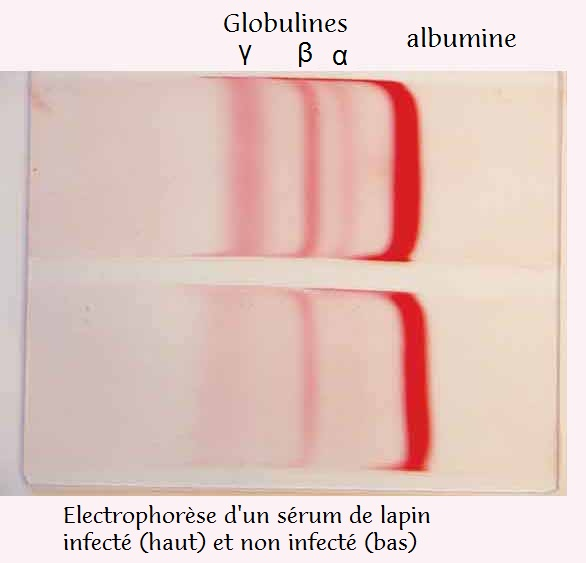 Globulines
γ β α albumine
Electrophorèse d'un sérum de lapin
infecté (haut) et non infecté (bas)